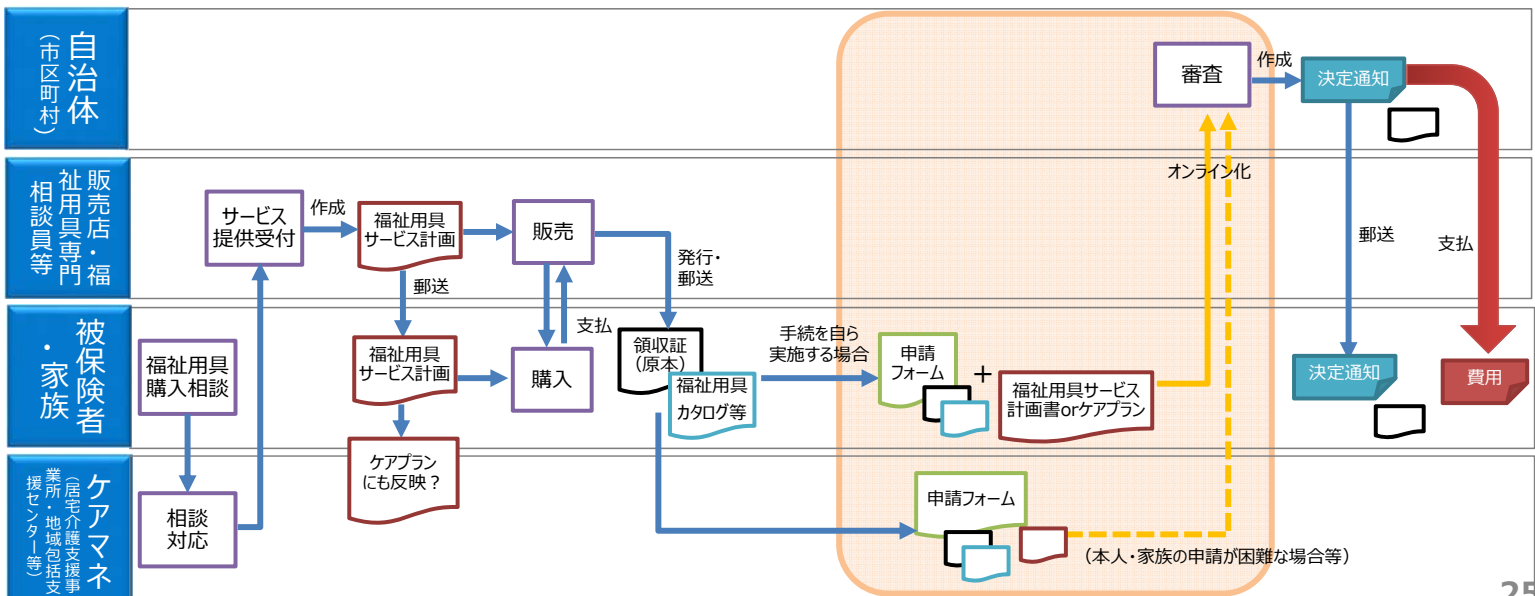 自治体
（市区町村）
審査
作成
決定通知
販売店・福
祉用具専門
相談員等
サービス
提供受付
作成
福祉用具
サービス計画
販売
発行・
郵送
オンライン化
郵送
支払
郵送
支払
被保険者
・家族
福祉用具
購入相談
福祉用具
サービス計画
購入
領収証
（原本）
福祉用具
カタログ等
手続を自ら
実施する場合
申請
フォーム
+
福祉用具サービス
計画書orケアプラン
決定通知
費用
ケアマネ
（居宅介護支援事
業所・地域包括支
援センター等）
相談
対応
ケアプラン
にも反映？
申請フォーム
（本人・家族の申請が困難な場合等）
25